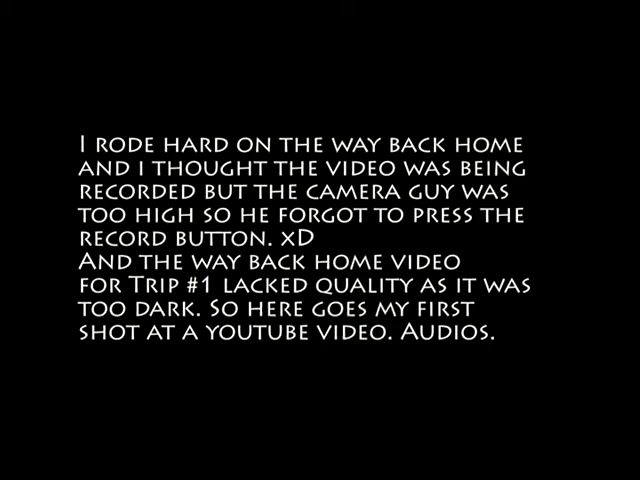 I RODE HARD ON THE WAY BACK HOME
AND I THOUGHT THE VIDEO WAS BEING
RECORDED BUT THE CAMERA GUY WAS
TOO HIGH SO HE FORGOT TO PRESS THE
RECORD BUTTON. xD
AND THE WAY BACK HOME VIDEO
FOR TRIP #1 LACKED QUALITY AS IT WAS
TOO DARK. SO HERE GOES MY FIRST
SHOT AT A YOUTUBE VIDEO. AUDIOS.